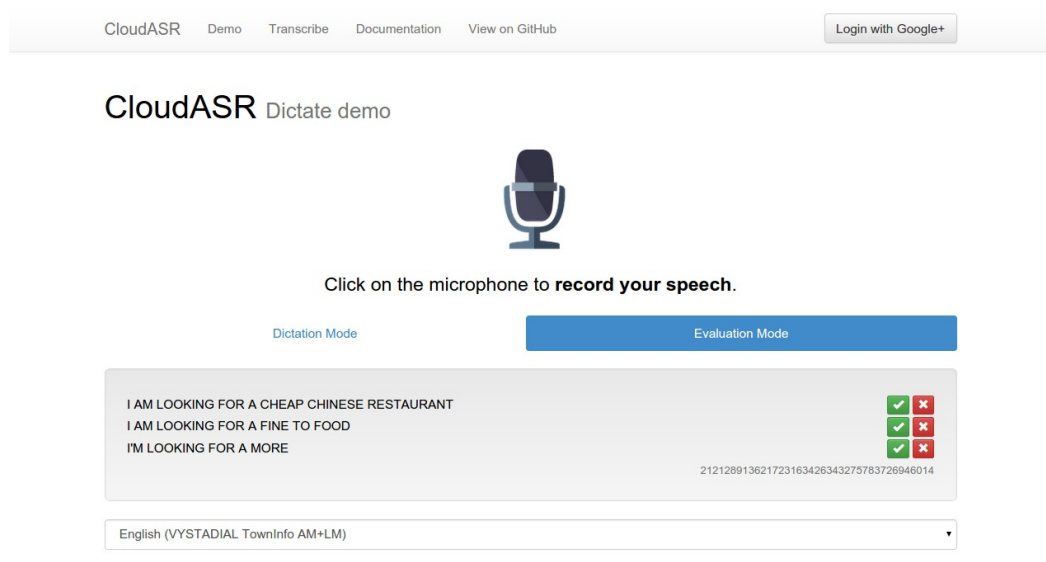 CloudASR Demo Transcribe Documentation View on GitHub Login with Google+
CloudASR Dictate demo
Click on the microphone to record your speech.
Dictation Mode Evaluation Mode
I AM LOOKING FOR A CHEAP CHINESE RESTAURANT
I AM LOOKING FOR A FINE TO FOOD
I'M LOOKING FOR A MORE
212128913621723163426343275783726946014
English (VYSTADIAL TownInfo AM+LM)